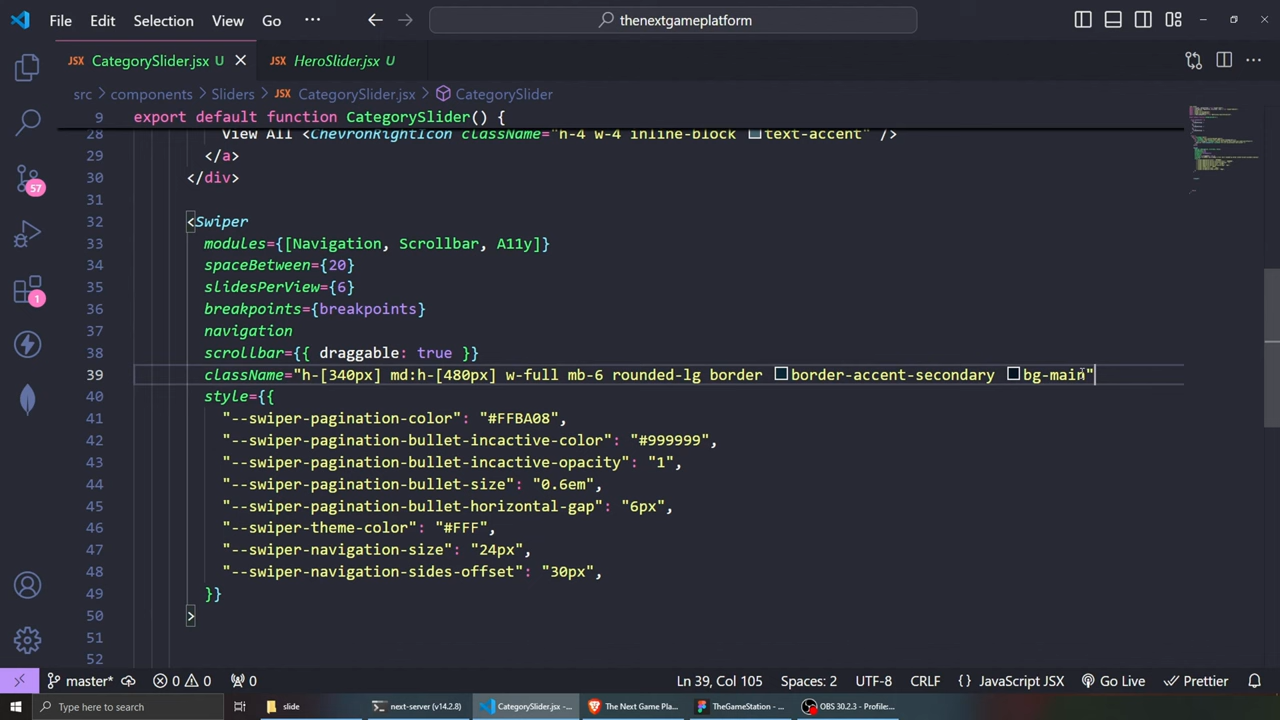 File Edit Selection View Go ··· thenextgameplatform
JSX CategorySlider.jsx U JSX HeroSlider.jsx U
src > components > Sliders > JSX CategorySlider.jsx > CategorySlider
9 export default function CategorySlider() {
28 View All <ChevronRightIcon className="h-4 w-4 inline-block text-accent" />
29 </a>
30 </div>
31
32 <Swiper
33 modules={[Navigation, Scrollbar, A11y]}
34 spaceBetween={20}
35 slidesPerView={6}
36 breakpoints={breakpoints}
37 navigation
38 scrollbar={{ draggable: true }}
39 className="h-[340px] md:h-[480px] w-full mb-6 rounded-lg border border-accent-secondary bg-main"
40 style={{
41 "--swiper-pagination-color": "#FFBA08",
42 "--swiper-pagination-bullet-incactive-color": "#999999",
43 "--swiper-pagination-bullet-incactive-opacity": "1",
44 "--swiper-pagination-bullet-size": "0.6em",
45 "--swiper-pagination-bullet-horizontal-gap": "6px",
46 "--swiper-theme-color": "#FFF",
47 "--swiper-navigation-size": "24px",
48 "--swiper-navigation-sides-offset": "30px",
49 }}
50 >
51
52
57
1
master* 0 0 0 Ln 39, Col 105 Spaces: 2 UTF-8 CRLF {} JavaScript JSX Go Live Prettier
Type here to search slide next-server (v14.2.8) CategorySlider.jsx -... The Next Game Pla... TheGameStation - ... OBS 30.2.3 - Profile:...